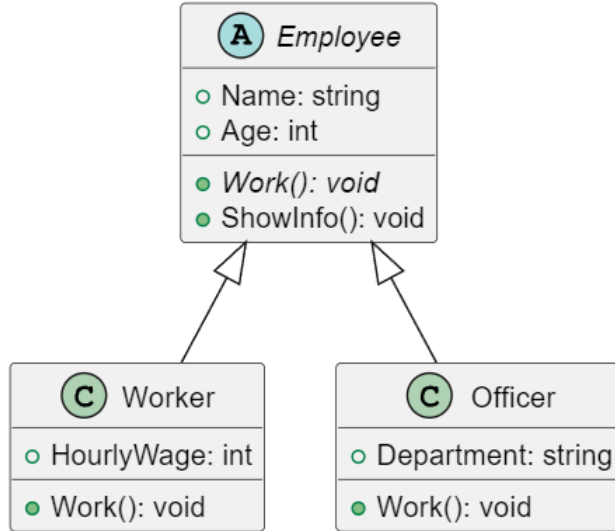 A Employee
Name: string
Age: int
Work(): void
ShowInfo(): void
C Worker
HourlyWage: int
Work(): void
C Officer
Department: string
Work(): void